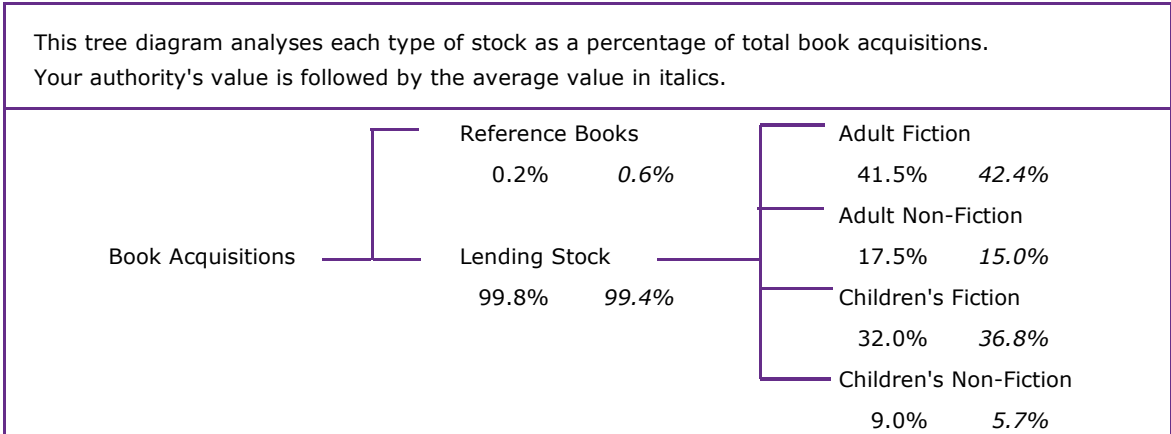 This tree diagram analyses each type of stock as a percentage of total book acquisitions.
Your authority's value is followed by the average value in italics.
Reference Books
Adult Fiction
0.2% 0.6%
41.5% 42.4%
Adult Non-Fiction
Book Acquisitions
Lending Stock
17.5% 15.0%
99.8% 99.4%
Children's Fiction
32.0% 36.8%
Children's Non-Fiction
9.0% 5.7%